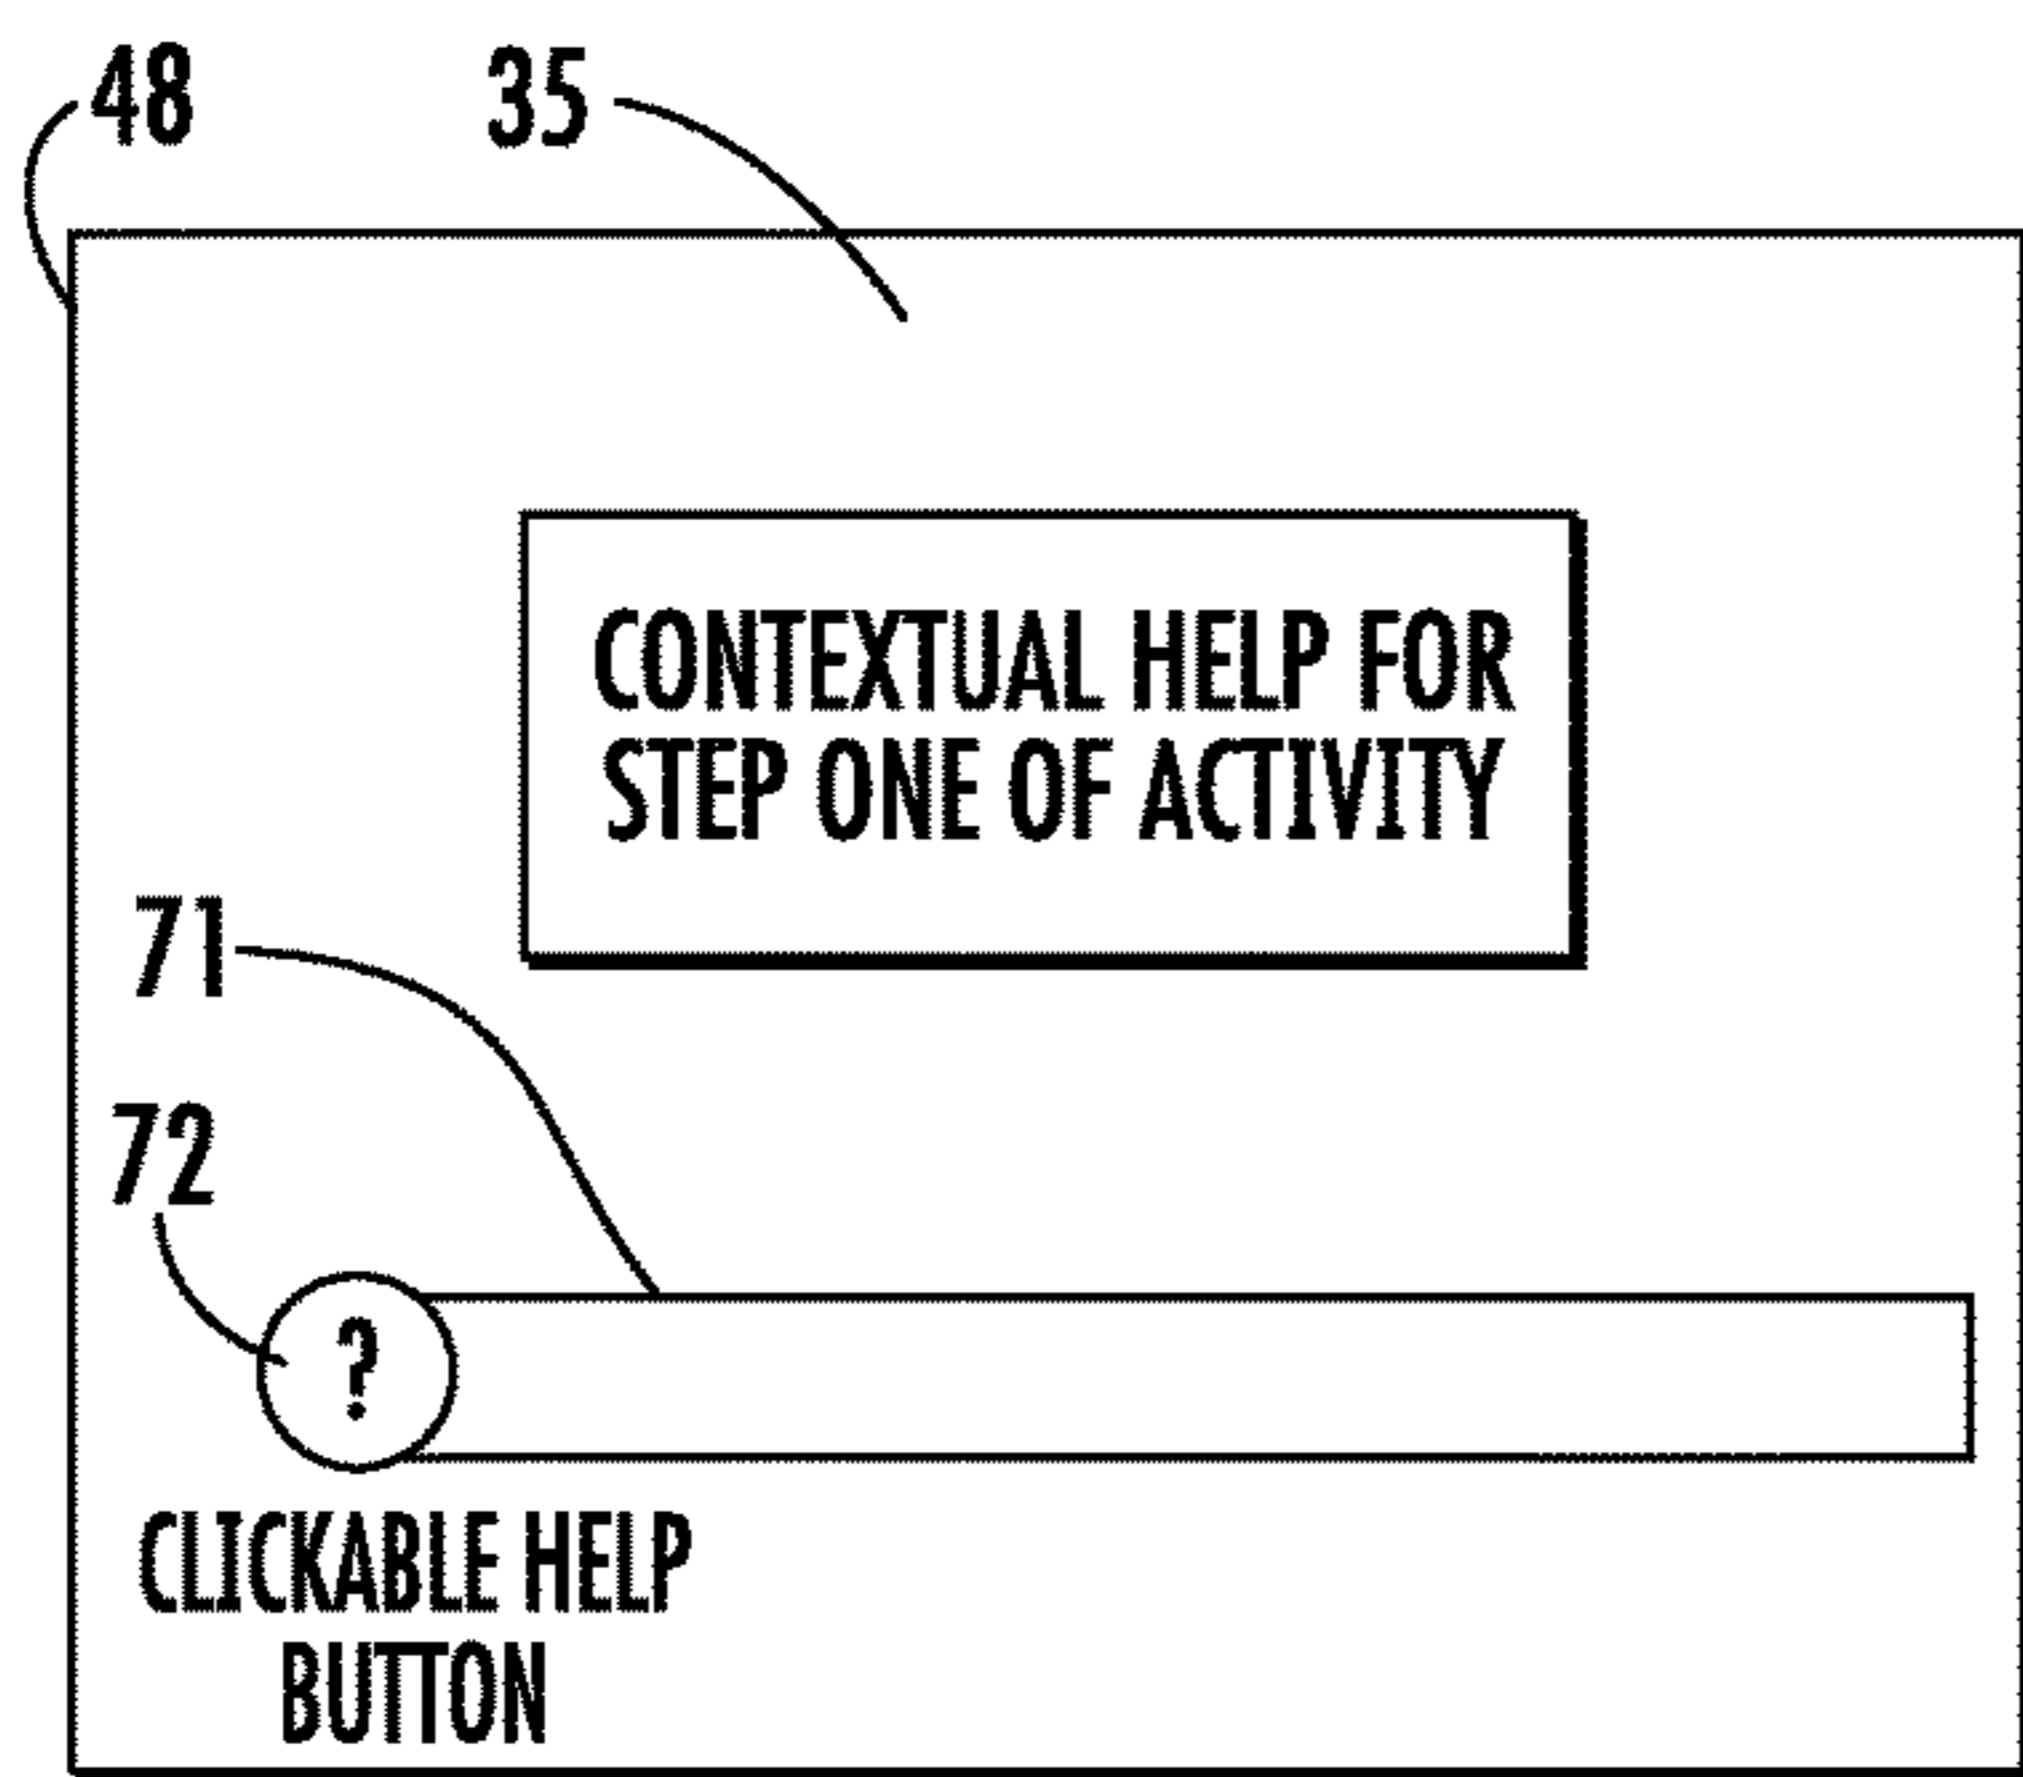 48
35
CONTEXTUAL HELP FOR
STEP ONE OF ACTIVITY
71
72
?
CLICKABLE HELP
BUTTON